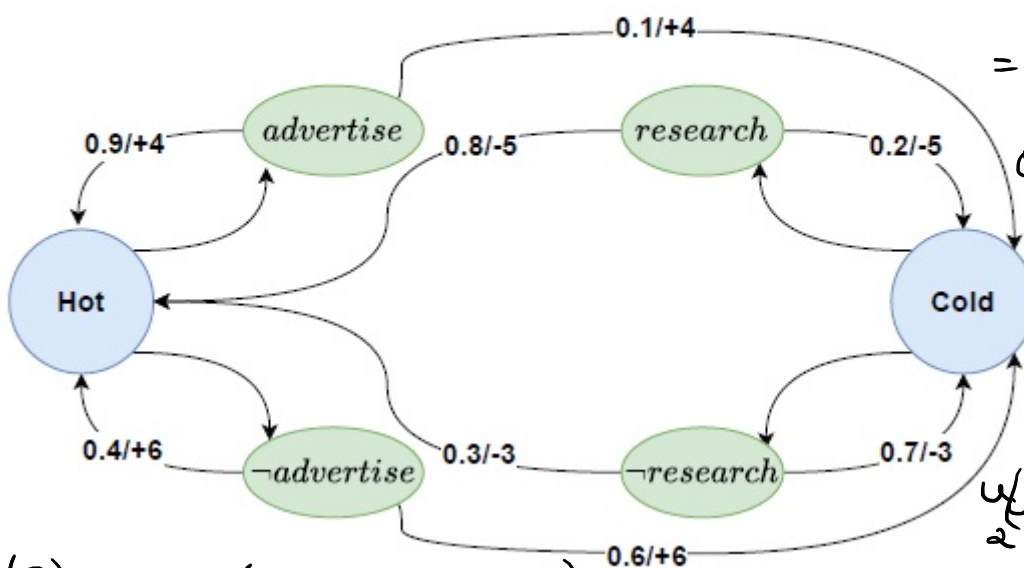 0.1/+4
=
advertise
research
0.9/+4
0.8/-5
0.2/-5
Hot
Cold
0.4/+6
0.3/-3
0.7/-3
¬advertise
¬research
0.6/+6